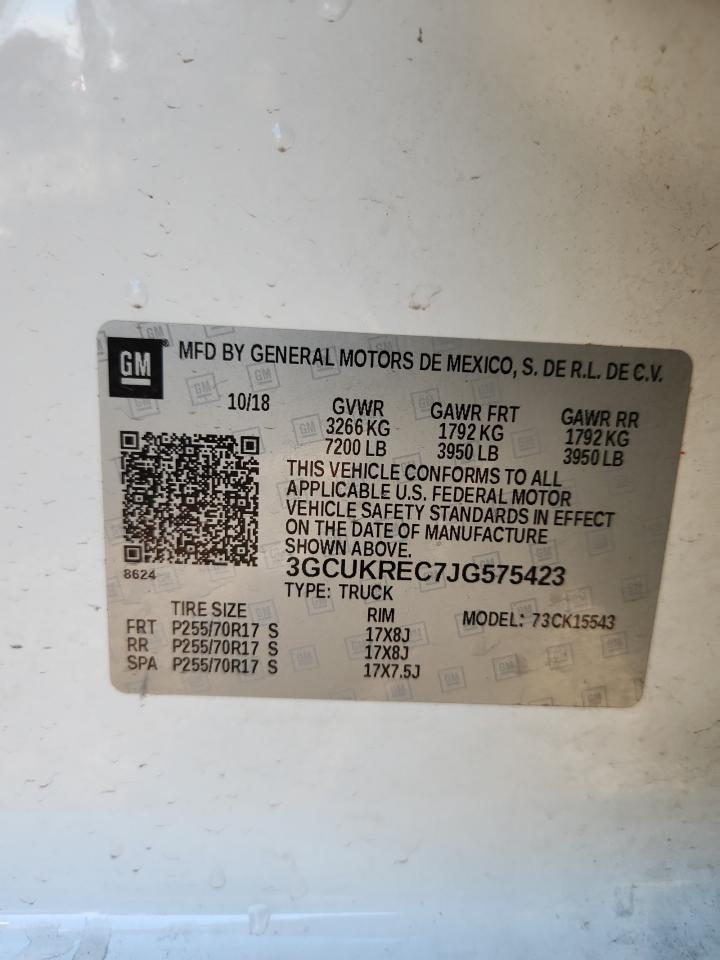 GM MFD BY GENERAL MOTORS DE MEXICO, S. DE R.L. DE C.V.
10/18 GVWR GAWR FRT GAWR RR
3266 KG 1792 KG 1792 KG
7200 LB 3950 LB 3950 LB
THIS VEHICLE CONFORMS TO ALL
APPLICABLE U.S. FEDERAL MOTOR
VEHICLE SAFETY STANDARDS IN EFFECT
ON THE DATE OF MANUFACTURE
SHOWN ABOVE.
8624
3GCUKREC7JG575423
TYPE: TRUCK
TIRE SIZE RIM MODEL: 73CK15543
FRT P255/70R17 S 17X8J
RR P255/70R17 S 17X8J
SPA P255/70R17 S 17X7.5J